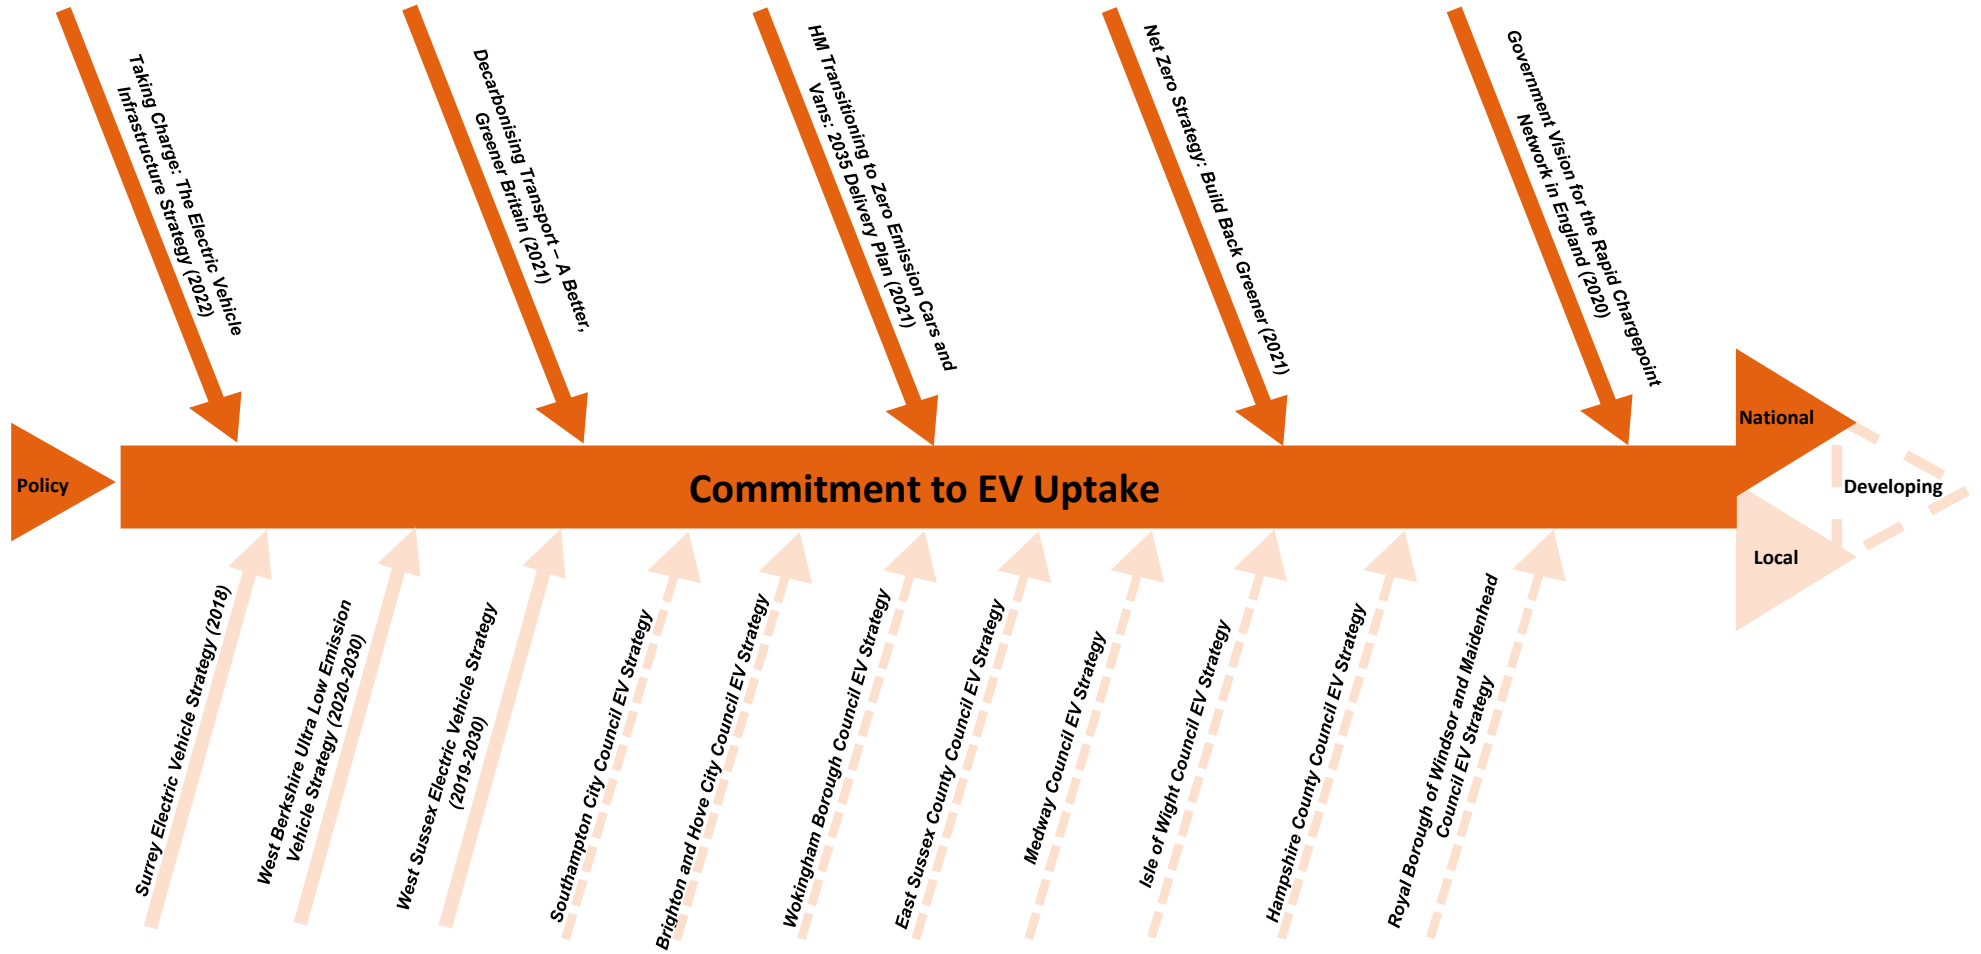 Taking Charge: The Electric Vehicle
Infrastructure Strategy (2022)
Decarbonising Transport – A Better,
Greener Britain (2021)
HM Transitioning to Zero Emission Cars and
Vans: 2035 Delivery Plan (2021)
Net Zero Strategy: Build Back Greener (2021)
Government Vision for the Rapid Chargepoint
Network in England (2020)
National
Policy
Commitment to EV Uptake
Developing
Local
Surrey Electric Vehicle Strategy (2018)
West Berkshire Ultra Low Emission
Vehicle Strategy (2020-2030)
West Sussex Electric Vehicle Strategy
(2019-2030)
Southampton City Council EV Strategy
Brighton and Hove City Council EV Strategy
Wokingham Borough Council EV Strategy
East Sussex County Council EV Strategy
Medway Council EV Strategy
Isle of Wight Council EV Strategy
Hampshire County Council EV Strategy
Royal Borough of Windsor and Maidenhead
Council EV Strategy